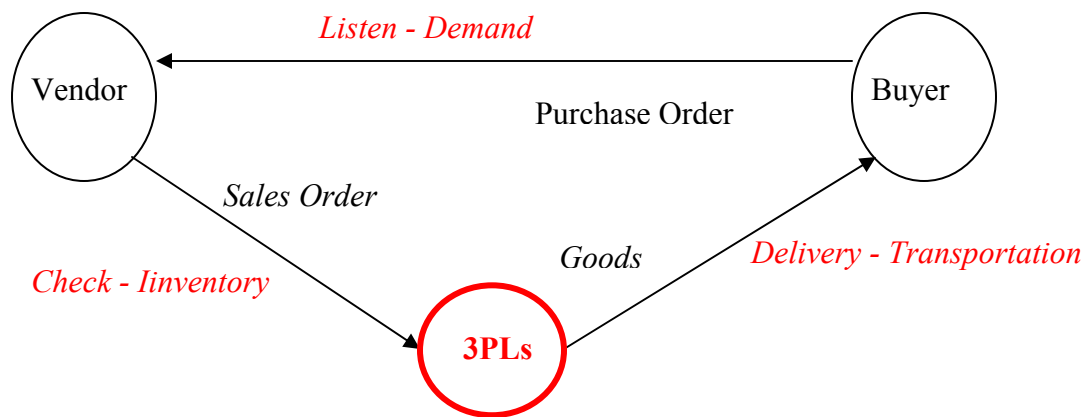 Listen - Demand
Vendor
Buyer
Purchase Order
Sales Order
Goods
Delivery - Transportation
Check - Iinventory
3PLs